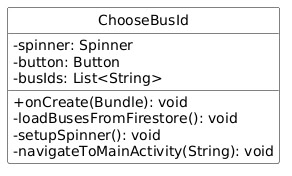 ChooseBusId
-spinner: Spinner
-button: Button
-busIds: List<String>
+onCreate(Bundle): void
-loadBusesFromFirestore(): void
-setupSpinner(): void
-navigateToMainActivity(String): void